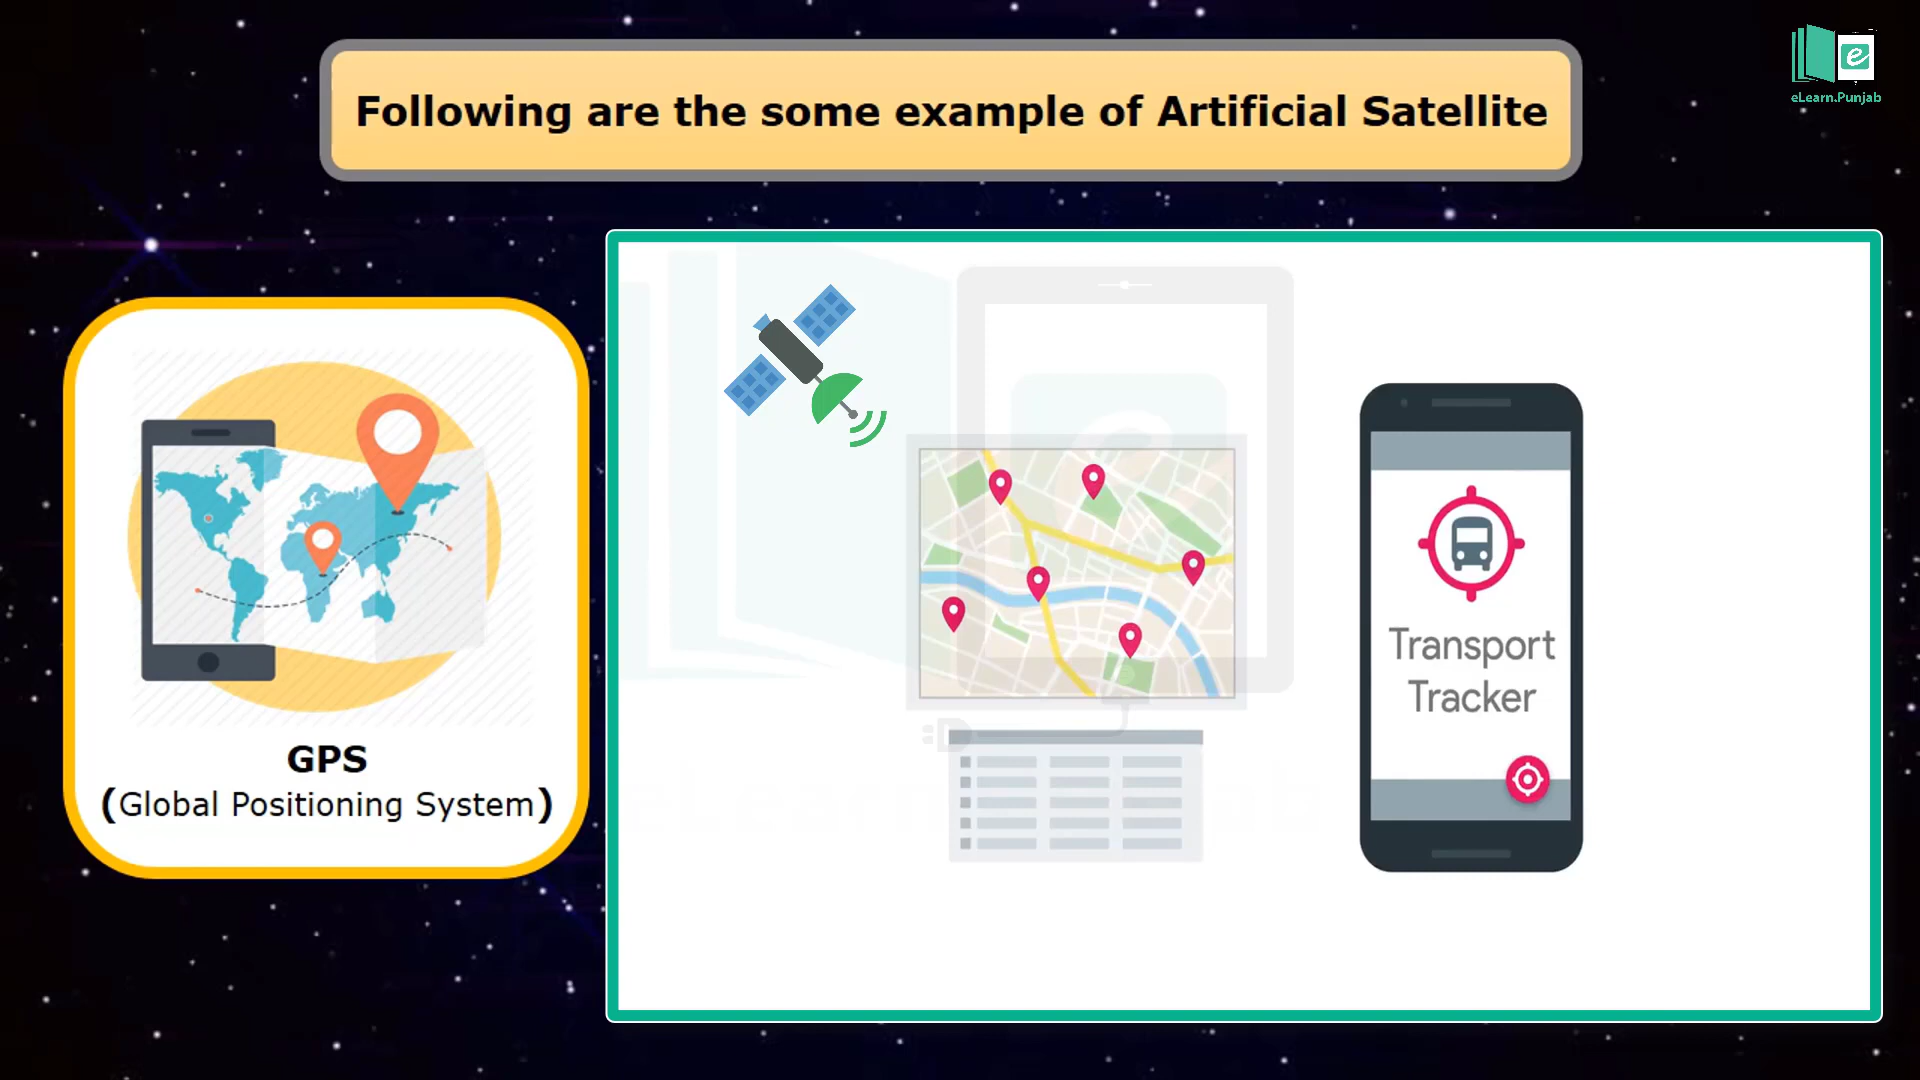 Following are the some example of Artificial Satellite
e
eLearn.Punjab
Transport
Tracker
GPS
(Global Positioning System)